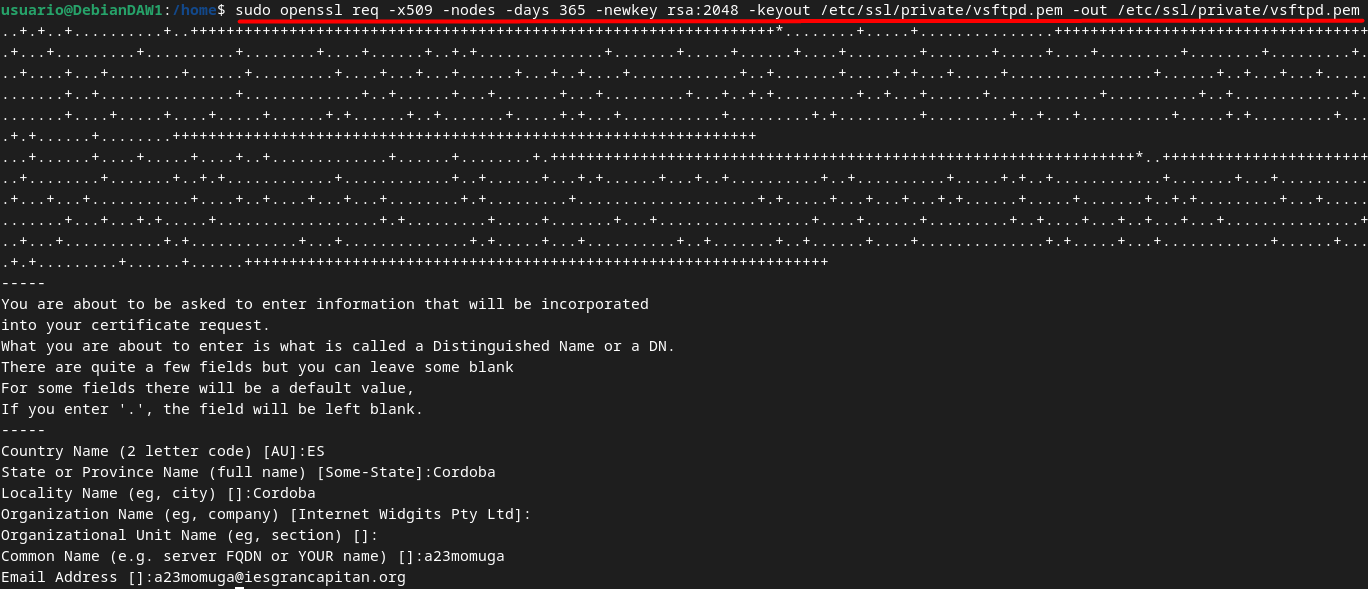 usuario@DebianDAW1:/home$ sudo openssl req -x509 -nodes -days 365 -newkey rsa:2048 -keyout /etc/ssl/private/vsftpd.pem -out /etc/ssl/private/vsftpd.pem
-----
You are about to be asked to enter information that will be incorporated
into your certificate request.
What you are about to enter is what is called a Distinguished Name or a DN.
There are quite a few fields but you can leave some blank
For some fields there will be a default value,
If you enter '.', the field will be left blank.
-----
Country Name (2 letter code) [AU]:ES
State or Province Name (full name) [Some-State]:Cordoba
Locality Name (eg, city) []:Cordoba
Organization Name (eg, company) [Internet Widgits Pty Ltd]:
Organizational Unit Name (eg, section) []:
Common Name (e.g. server FQDN or YOUR name) []:a23momuga
Email Address []:a23momuga@iesgrancapitan.org